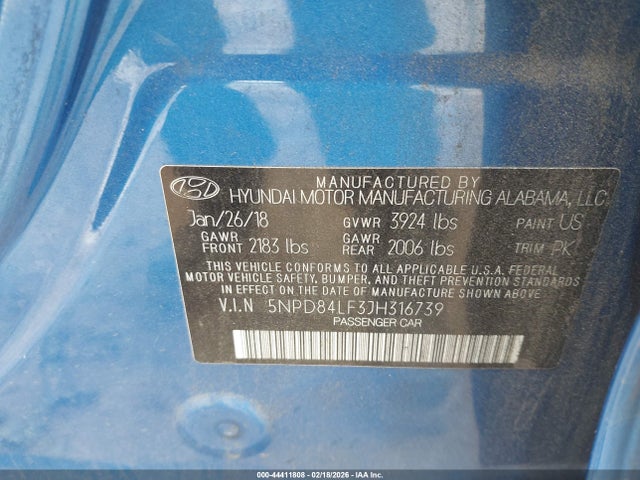 MANUFACTURED BY
HYUNDAI MOTOR MANUFACTURING ALABAMA, LLC
Jan/26/18 GVWR 3924 lbs PAINT US
GAWR FRONT 2183 lbs GAWR REAR 2006 lbs TRIM PK
THIS VEHICLE CONFORMS TO ALL APPLICABLE U.S.A. FEDERAL
MOTOR VEHICLE SAFETY, BUMPER, AND THEFT PREVENTION STANDARDS
IN EFFECT ON THE DATE OF MANUFACTURE SHOWN ABOVE.
V.I.N 5NPD84LF3JH316739
PASSENGER CAR
000-44411808 - 02/18/2026 - IAA Inc.